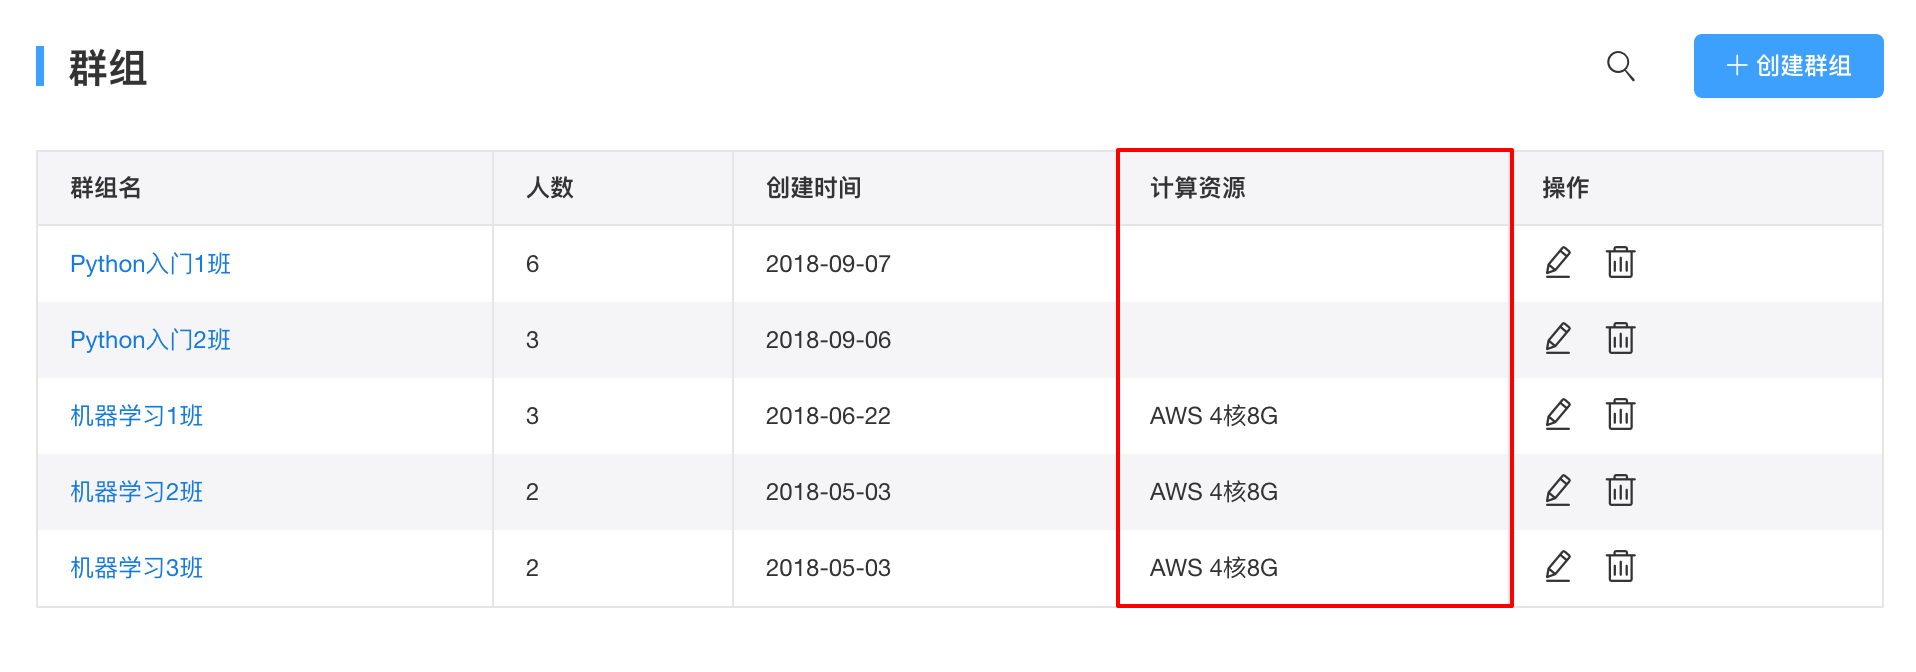 群组
创建群组
群组名 人数 创建时间 计算资源 操作
Python入门1班 6 2018-09-07
Python入门2班 3 2018-09-06
机器学习1班 3 2018-06-22 AWS 4核8G
机器学习2班 2 2018-05-03 AWS 4核8G
机器学习3班 2 2018-05-03 AWS 4核8G